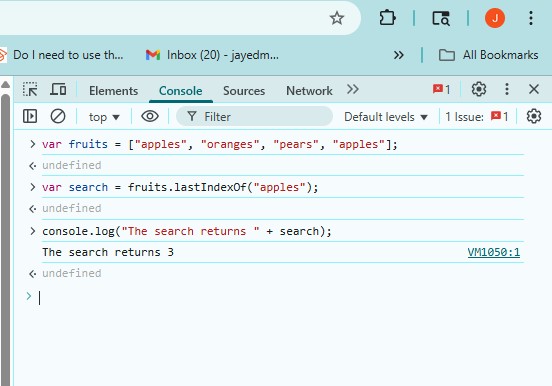 J
Do I need to use th...
Inbox (20) - jayedm...
All Bookmarks
Elements Console Sources Network 1
top Filter Default levels 1 Issue: 1
var fruits = ["apples", "oranges", "pears", "apples"];
undefined
var search = fruits.lastIndexOf("apples");
undefined
console.log("The search returns " + search);
The search returns 3 VM1050:1
undefined